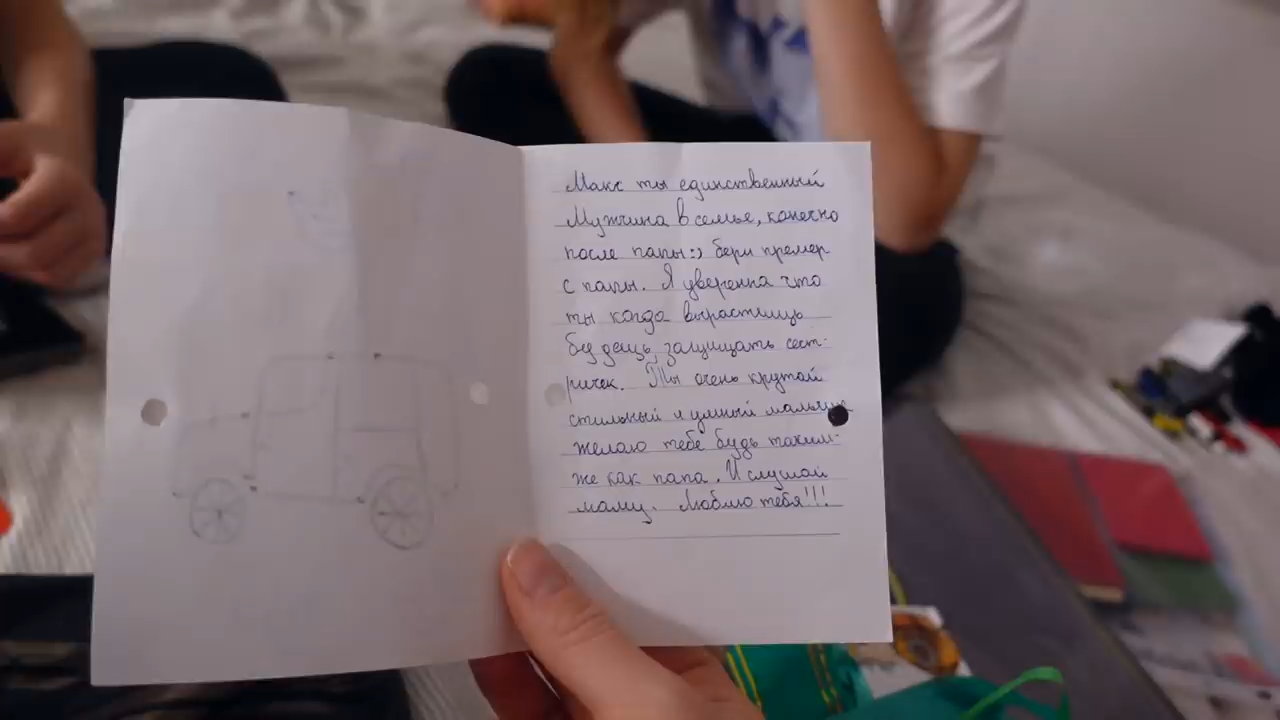 Макс ты единственный
Мужчина в семье, конечно
после папы:) бери пример
с папы. Я уверенна что
ты когда вырастишь
будешь, защищать сест-
ричек. Ты очень крутой
стильный и умный мальчик
желаю тебе будь таким-
же как папа. И слушай
маму. Люблю тебя!!!